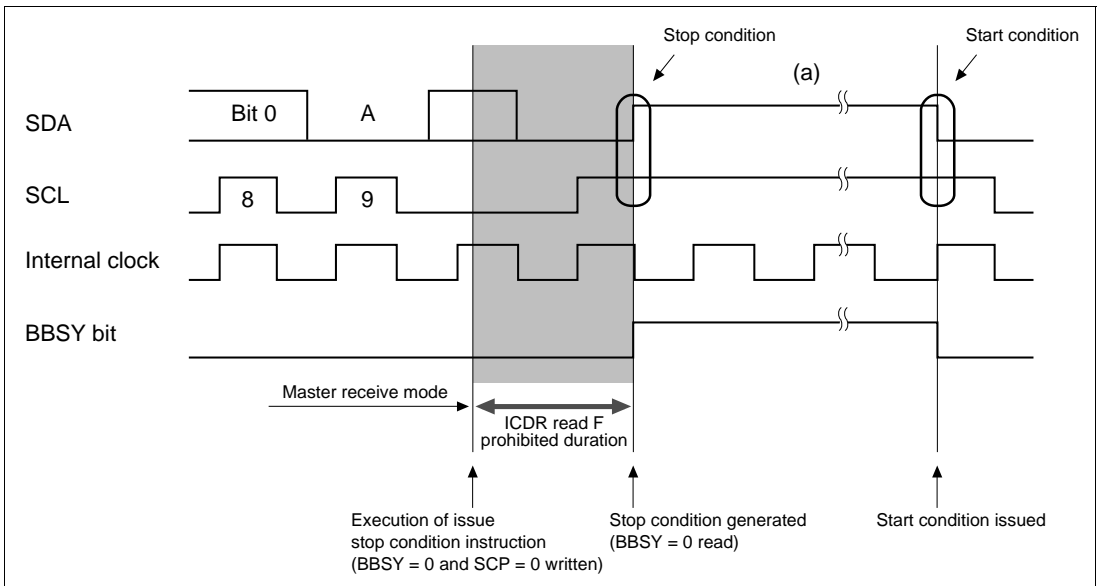 Stop condition
Start condition
(a)
SDA
Bit 0
A
SCL
8
9
Internal clock
BBSY bit
Master receive mode
ICDR read F
prohibited duration
Execution of issue
stop condition instruction
(BBSY = 0 and SCP = 0 written)
Stop condition generated
(BBSY = 0 read)
Start condition issued